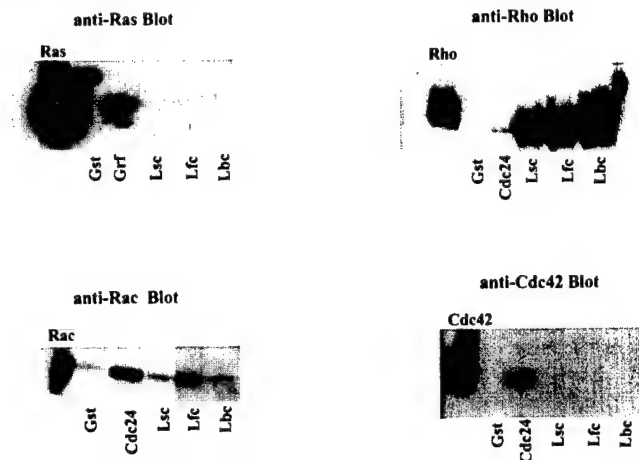 anti-Ras Blot
Ras
Gst Grf Lsc Lfc Lbc
anti-Rho Blot
Rho
Gst Cdc24 Lsc Lfc Lbc
anti-Rac Blot
Rac
Gst Cdc24 Lsc Lfc Lbc
anti-Cdc42 Blot
Cdc42
Gst Cdc24 Lsc Lfc Lbc